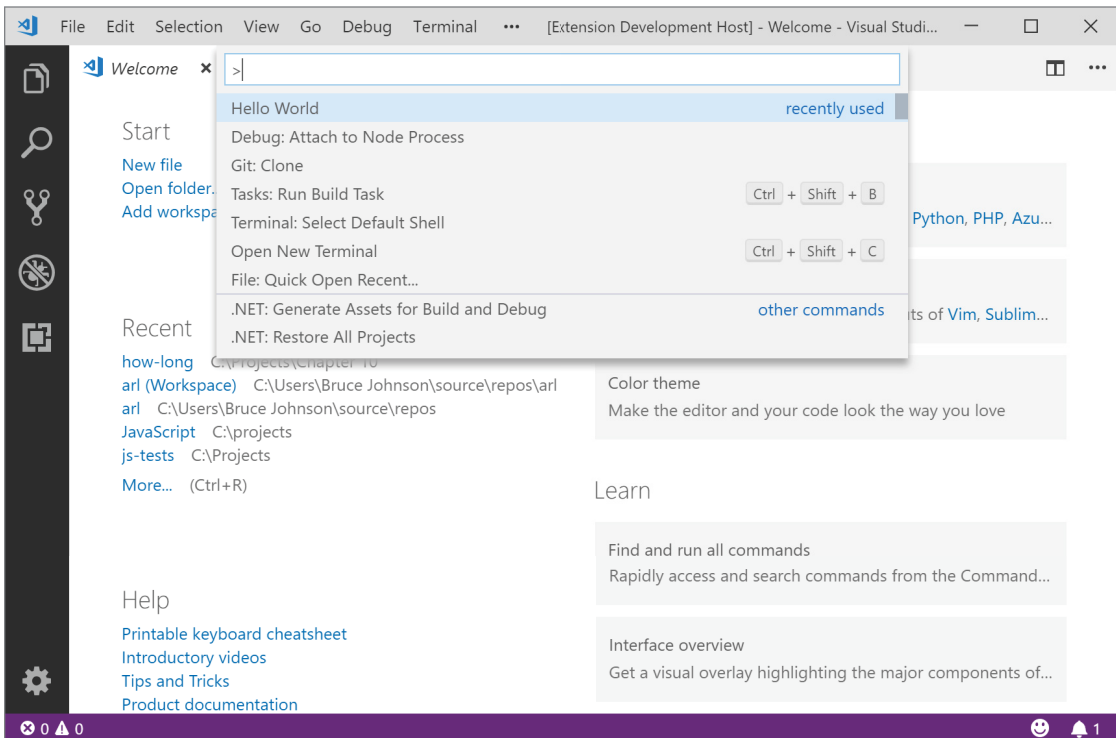 File Edit Selection View Go Debug Terminal ••• [Extension Development Host] - Welcome - Visual Studi...
Welcome
>
Hello World recently used
Debug: Attach to Node Process
Git: Clone
Tasks: Run Build Task Ctrl + Shift + B
Terminal: Select Default Shell
Open New Terminal Ctrl + Shift + C
File: Quick Open Recent...
.NET: Generate Assets for Build and Debug other commands
.NET: Restore All Projects
Start
New file
Open folder.
Add workspa
Python, PHP, Azu...
of Vim, Sublim...
Recent
how-long C:\Projects\Chapter 10
arl (Workspace) C:\Users\Bruce Johnson\source\repos\arl
arl C:\Users\Bruce Johnson\source\repos
JavaScript C:\projects
js-tests C:\Projects
More... (Ctrl+R)
Color theme
Make the editor and your code look the way you love
Learn
Find and run all commands
Rapidly access and search commands from the Command...
Interface overview
Get a visual overlay highlighting the major components of...
Help
Printable keyboard cheatsheet
Introductory videos
Tips and Tricks
Product documentation
0 0 1